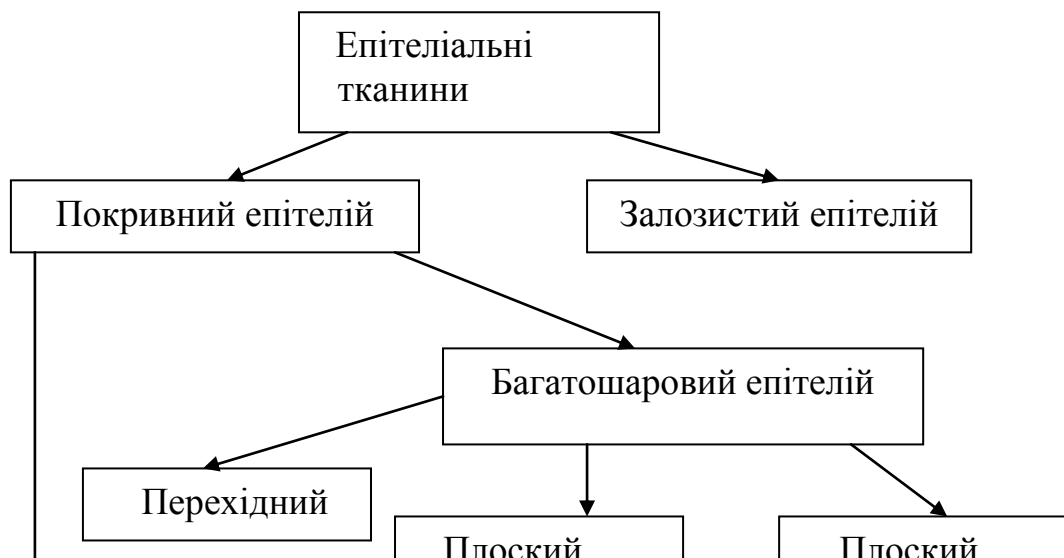 Епітеліальні
тканини
Покривний епітелій
Залозистий епітелій
Багатошаровий епітелій
Перехідний
Плоский
Плоский